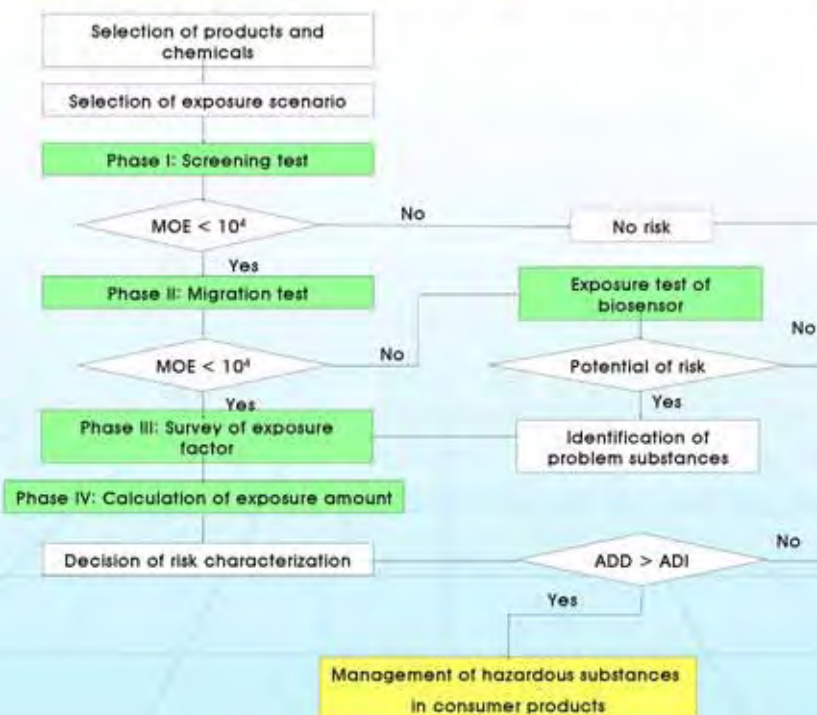 Selection of products and
chemicals
Selection of exposure scenario
Phase I: Screening test
MOE < 10⁴
No
No risk
Yes
Phase II: Migration test
Exposure test of
biosensor
No
MOE < 10⁴
No
Potential of risk
Yes
Yes
Phase III: Survey of exposure
factor
Identification of
problem substances
Phase IV: Calculation of exposure amount
Decision of risk characterization
ADD > ADI
No
Yes
Management of hazardous substances
in consumer products